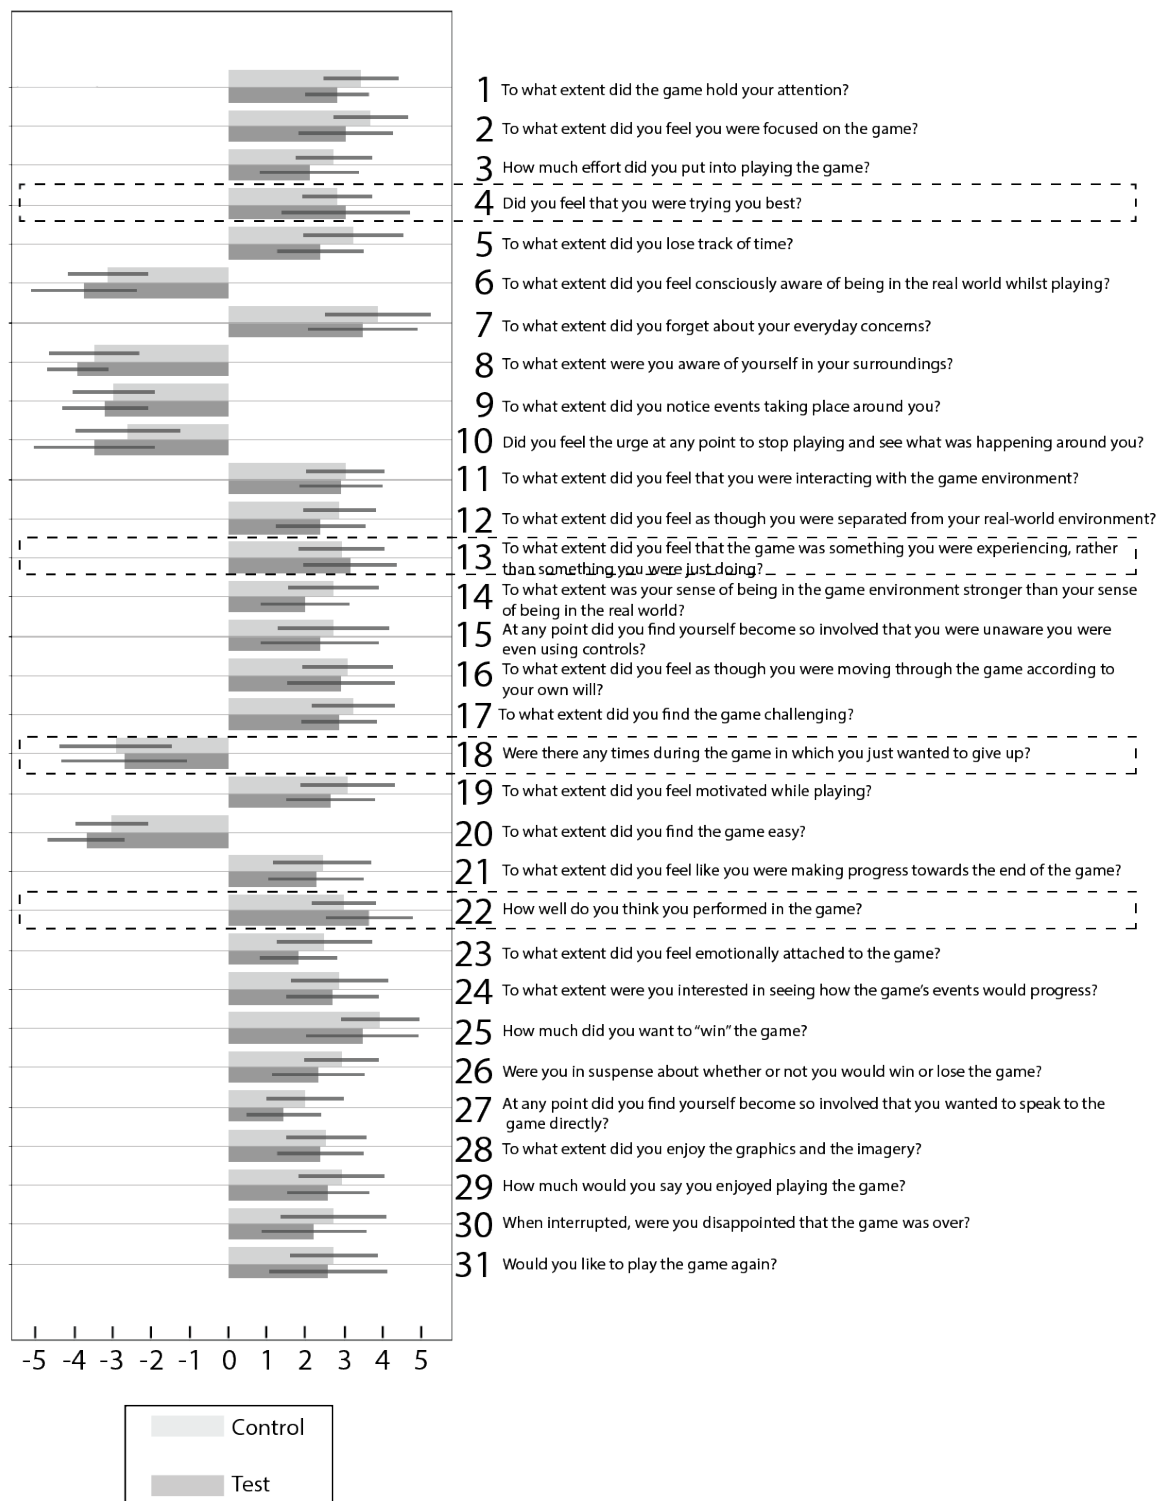 1 To what extent did the game hold your attention?
2 To what extent did you feel you were focused on the game?
3 How much effort did you put into playing the game?
4 Did you feel that you were trying you best?
5 To what extent did you lose track of time?
6 To what extent did you feel consciously aware of being in the real world whilst playing?
7 To what extent did you forget about your everyday concerns?
8 To what extent were you aware of yourself in your surroundings?
9 To what extent did you notice events taking place around you?
10 Did you feel the urge at any point to stop playing and see what was happening around you?
11 To what extent did you feel that you were interacting with the game environment?
12 To what extent did you feel as though you were separated from your real-world environment?
13 To what extent did you feel that the game was something you were experiencing, rather
than something you were just doing?
14 To what extent was your sense of being in the game environment stronger than your sense
of being in the real world?
15 At any point did you find yourself become so involved that you were unaware you were
even using controls?
16 To what extent did you feel as though you were moving through the game according to
your own will?
17 To what extent did you find the game challenging?
18 Were there any times during the game in which you just wanted to give up?
19 To what extent did you feel motivated while playing?
20 To what extent did you find the game easy?
21 To what extent did you feel like you were making progress towards the end of the game?
22 How well do you think you performed in the game?
23 To what extent did you feel emotionally attached to the game?
24 To what extent were you interested in seeing how the game's events would progress?
25 How much did you want to "win" the game?
26 Were you in suspense about whether or not you would win or lose the game?
27 At any point did you find yourself become so involved that you wanted to speak to the
game directly?
28 To what extent did you enjoy the graphics and the imagery?
29 How much would you say you enjoyed playing the game?
30 When interrupted, were you disappointed that the game was over?
31 Would you like to play the game again?
-5 -4 -3 -2 -1 0 1 2 3 4 5
Control
Test